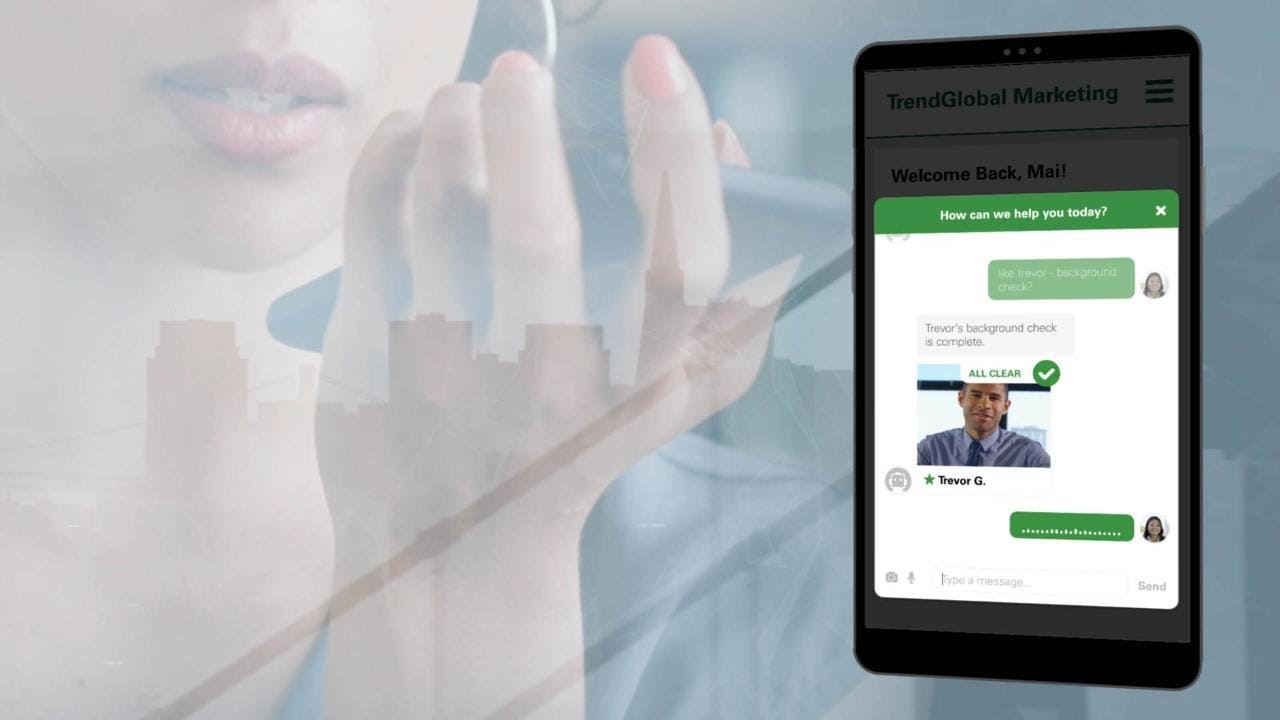 TrendGlobal Marketing
Welcome Back, Mai!
How can we help you today?
like trevor - background
check?
Trevor's background check
is complete.
ALL CLEAR
Trevor G.
Type a message...
Send